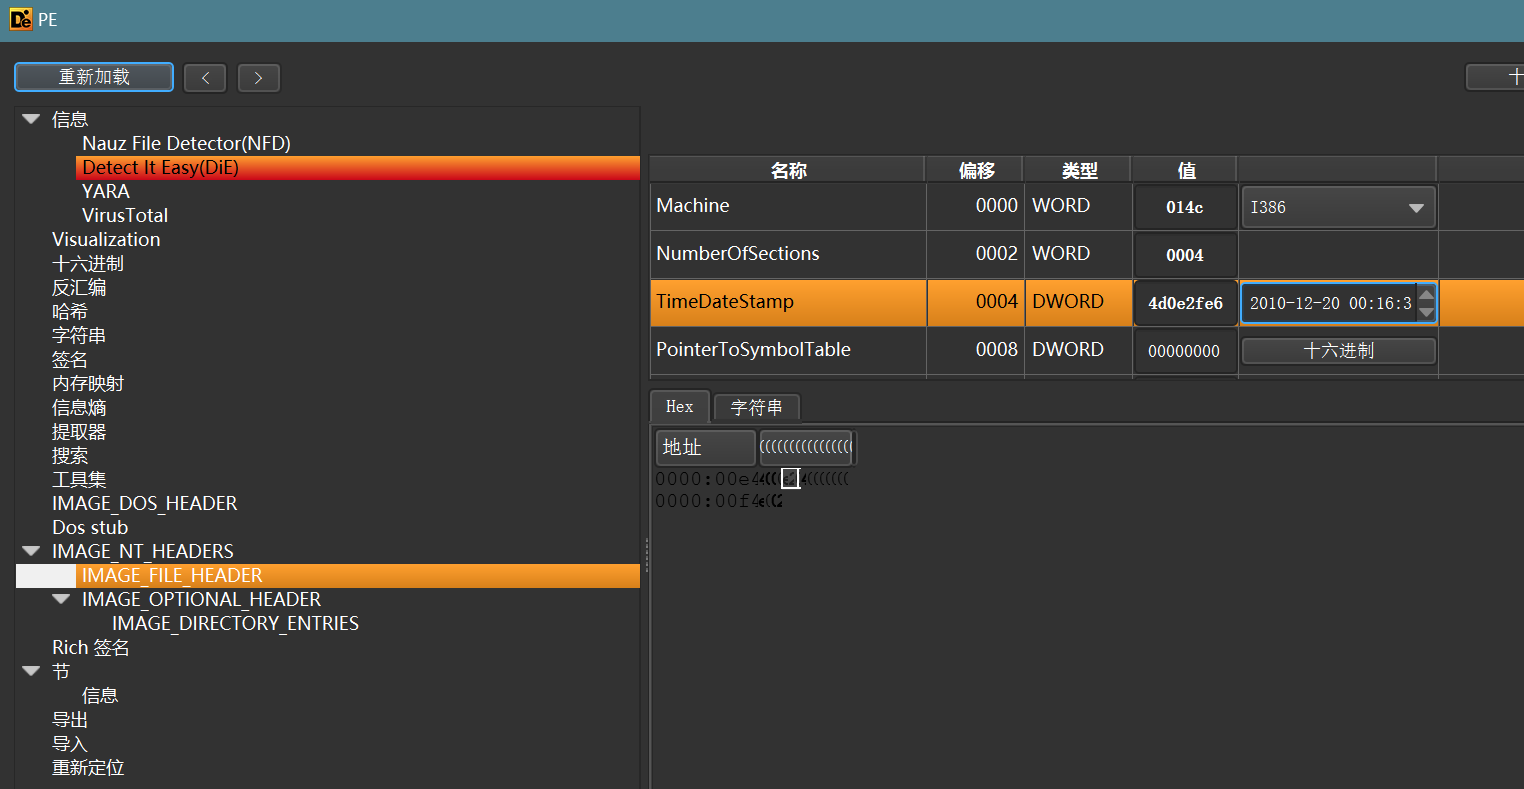 PE
重新加载
<
>
十
信息
Nauz File Detector(NFD)
Detect It Easy(DiE)
YARA
VirusTotal
Visualization
十六进制
反汇编
哈希
字符串
签名
内存映射
信息熵
提取器
搜索
工具集
IMAGE_DOS_HEADER
Dos stub
IMAGE_NT_HEADERS
IMAGE_FILE_HEADER
IMAGE_OPTIONAL_HEADER
IMAGE_DIRECTORY_ENTRIES
Rich 签名
节
信息
导出
导入
重新定位
名称 偏移 类型 值
Machine 0000 WORD 014c I386
NumberOfSections 0002 WORD 0004
TimeDateStamp 0004 DWORD 4d0e2fe6 2010-12-20 00:16:3
PointerToSymbolTable 0008 DWORD 00000000 十六进制
Hex 字符串
地址
0000:00e4
0000:00f4